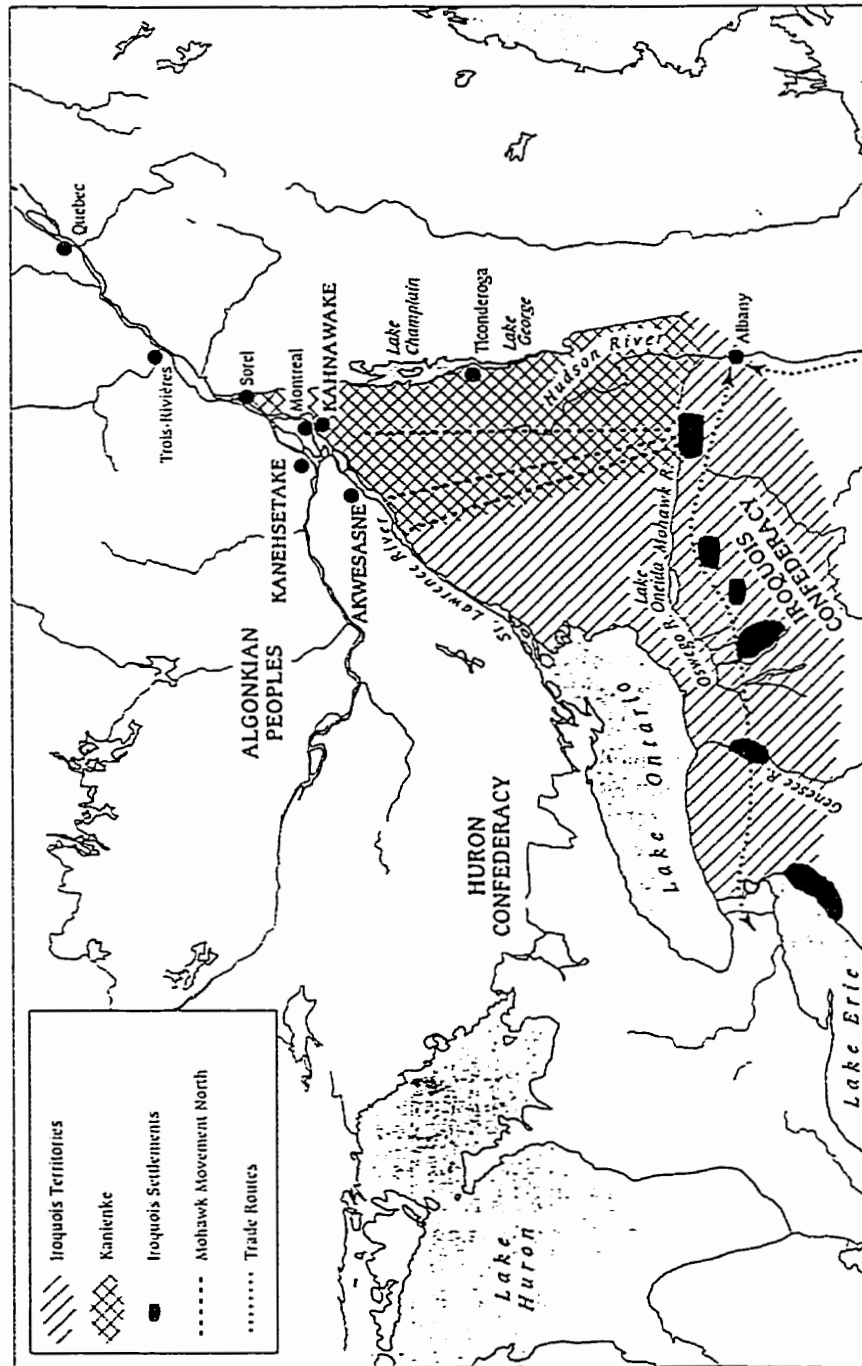 Iroquois Territories
Kanienke
Iroquois Settlements
Mohawk Movement North
Trade Routes
Quebec
Trois-Rivières
Sorel
Montreal
KAHNAWAKE
KANEHSETAKE
AKWESASNE
ALGONKIAN
PEOPLES
St. Lawrence River
Lake
Champlain
Ticonderoga
Lake
George
Hudson River
Albany
HURON
CONFEDERACY
Lake
Huron
Lake Ontario
Lake
Oneida
Mohawk R.
Oswego R.
IROQUOIS
CONFEDERACY
Genesee R.
Lake Erie